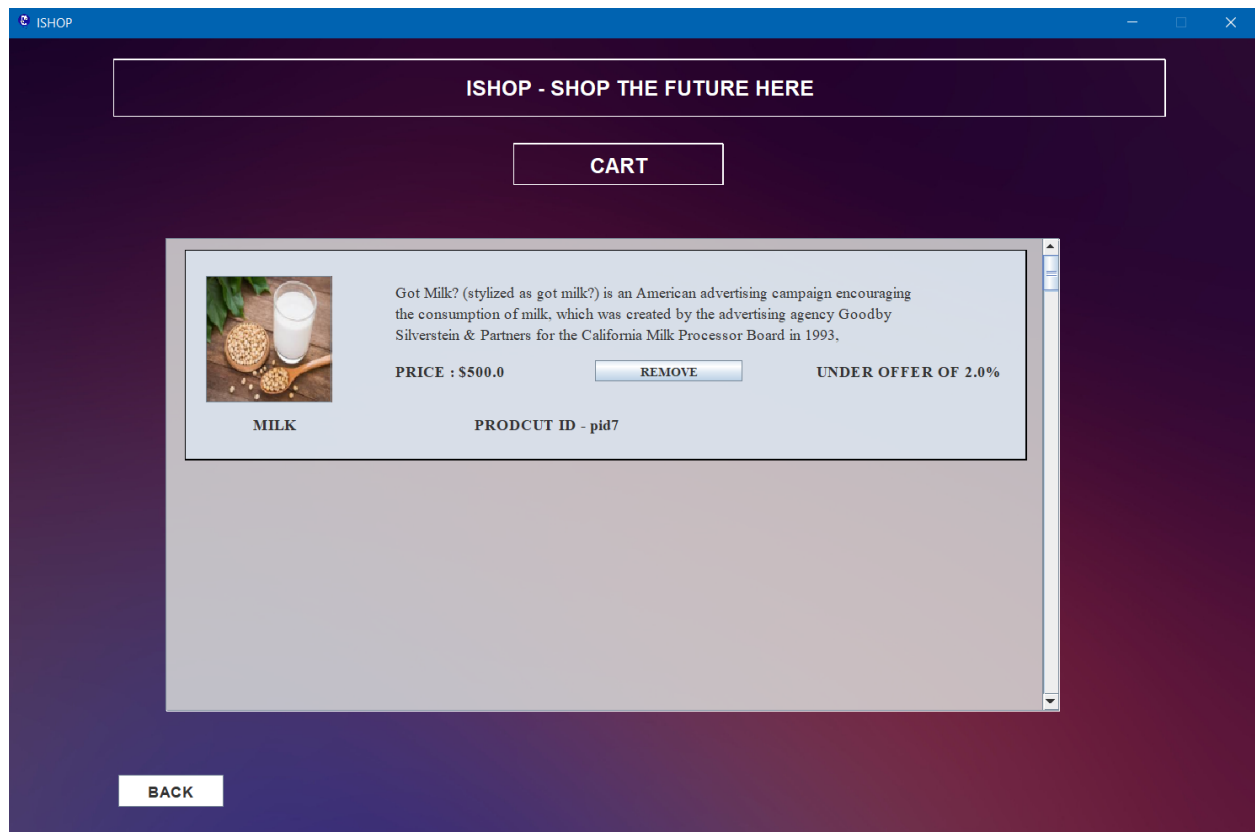 ISHOP
ISHOP - SHOP THE FUTURE HERE
CART
Got Milk? (stylized as got milk?) is an American advertising campaign encouraging
the consumption of milk, which was created by the advertising agency Goodby
Silverstein & Partners for the California Milk Processor Board in 1993,
PRICE : $500.0 REMOVE UNDER OFFER OF 2.0%
MILK PRODCUT ID - pid7
BACK